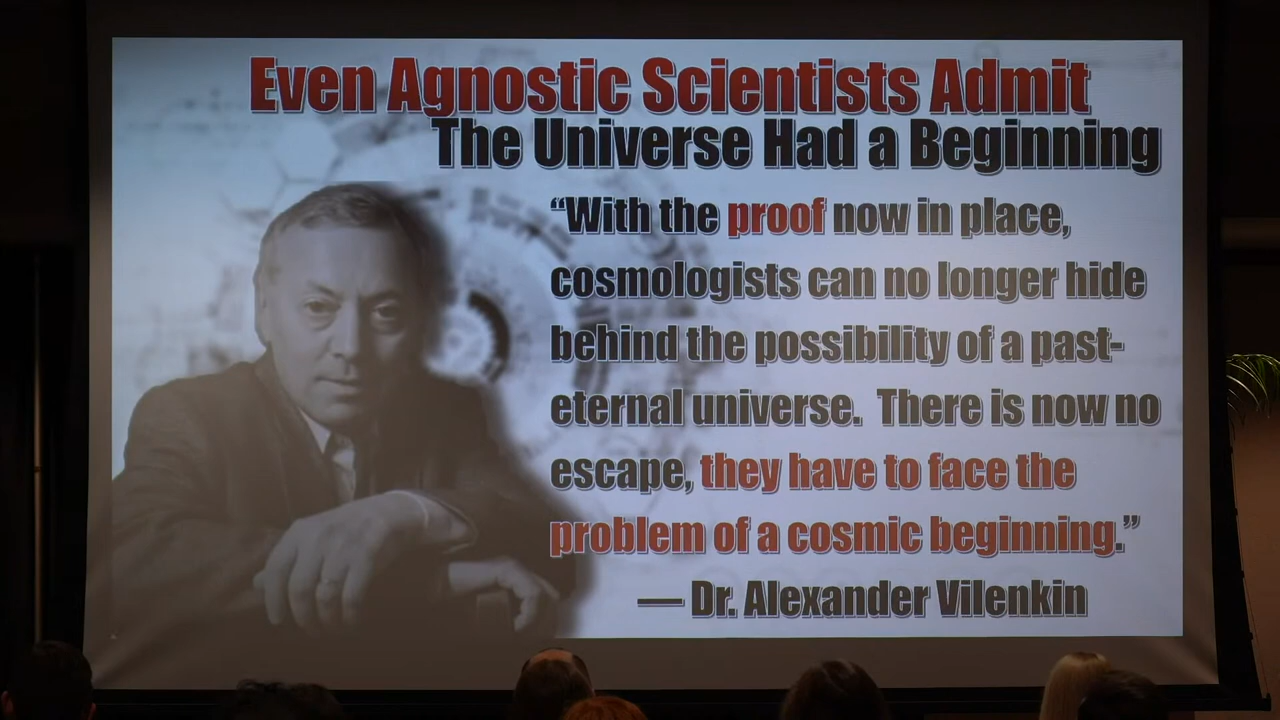 Even Agnostic Scientists Admit
The Universe Had a Beginning
“With the proof now in place,
cosmologists can no longer hide
behind the possibility of a past-
eternal universe.  There is now no
escape, they have to face the
problem of a cosmic beginning.”
— Dr. Alexander Vilenkin